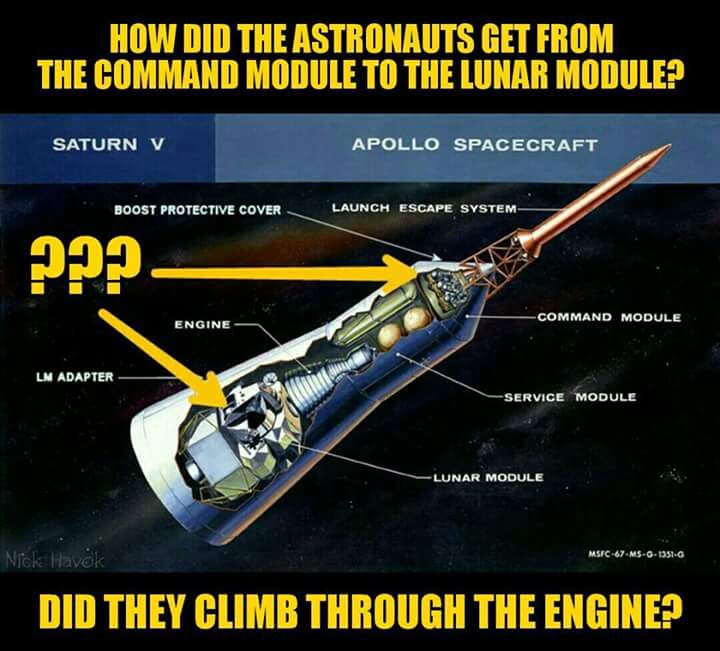 HOW DID THE ASTRONAUTS GET FROM
THE COMMAND MODULE TO THE LUNAR MODULE?
SATURN V
APOLLO SPACECRAFT
BOOST PROTECTIVE COVER
LAUNCH ESCAPE SYSTEM
???
ENGINE
COMMAND MODULE
LM ADAPTER
SERVICE MODULE
LUNAR MODULE
MSFC-67-MS-G-1351-G
Nick Havok
DID THEY CLIMB THROUGH THE ENGINE?